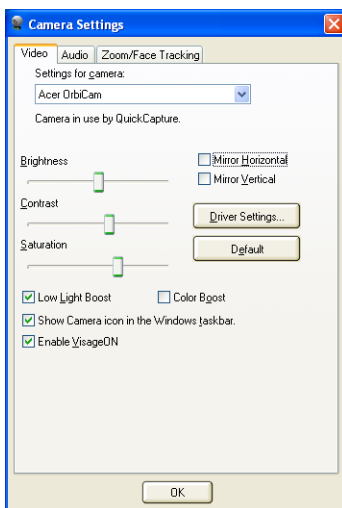 Camera Settings
Video Audio Zoom/Face Tracking
Settings for camera:
Acer OrbiCam
Camera in use by QuickCapture.
Brightness
Mirror Horizontal
Mirror Vertical
Contrast
Driver Settings...
Saturation
Default
Low Light Boost Color Boost
Show Camera icon in the Windows taskbar.
Enable VisageON
OK